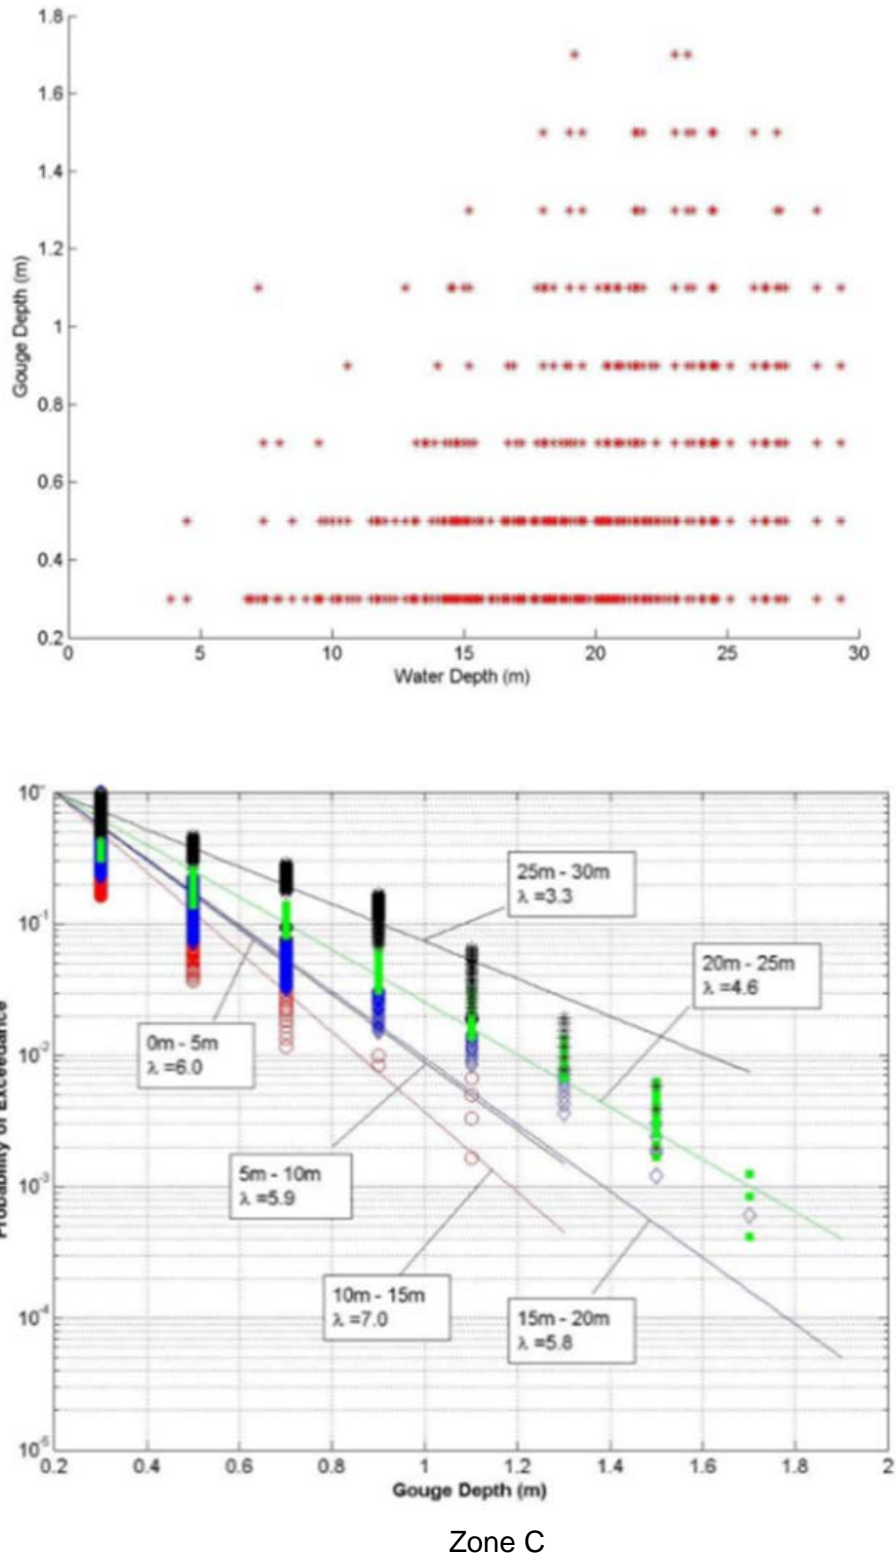 1.8
1.6
1.4
1.2
1
0.8
0.6
0.4
0.2
Gouge Depth (m)
0 5 10 15 20 25 30
Water Depth (m)
10⁰
10⁻¹
10⁻²
10⁻³
10⁻⁴
10⁻⁵
Probability of Exceedance
25m - 30m
λ =3.3
20m - 25m
λ =4.6
0m - 5m
λ =6.0
5m - 10m
λ =5.9
10m - 15m
λ =7.0
15m - 20m
λ =5.8
0.2 0.4 0.6 0.8 1 1.2 1.4 1.6 1.8 2
Gouge Depth (m)
Zone C